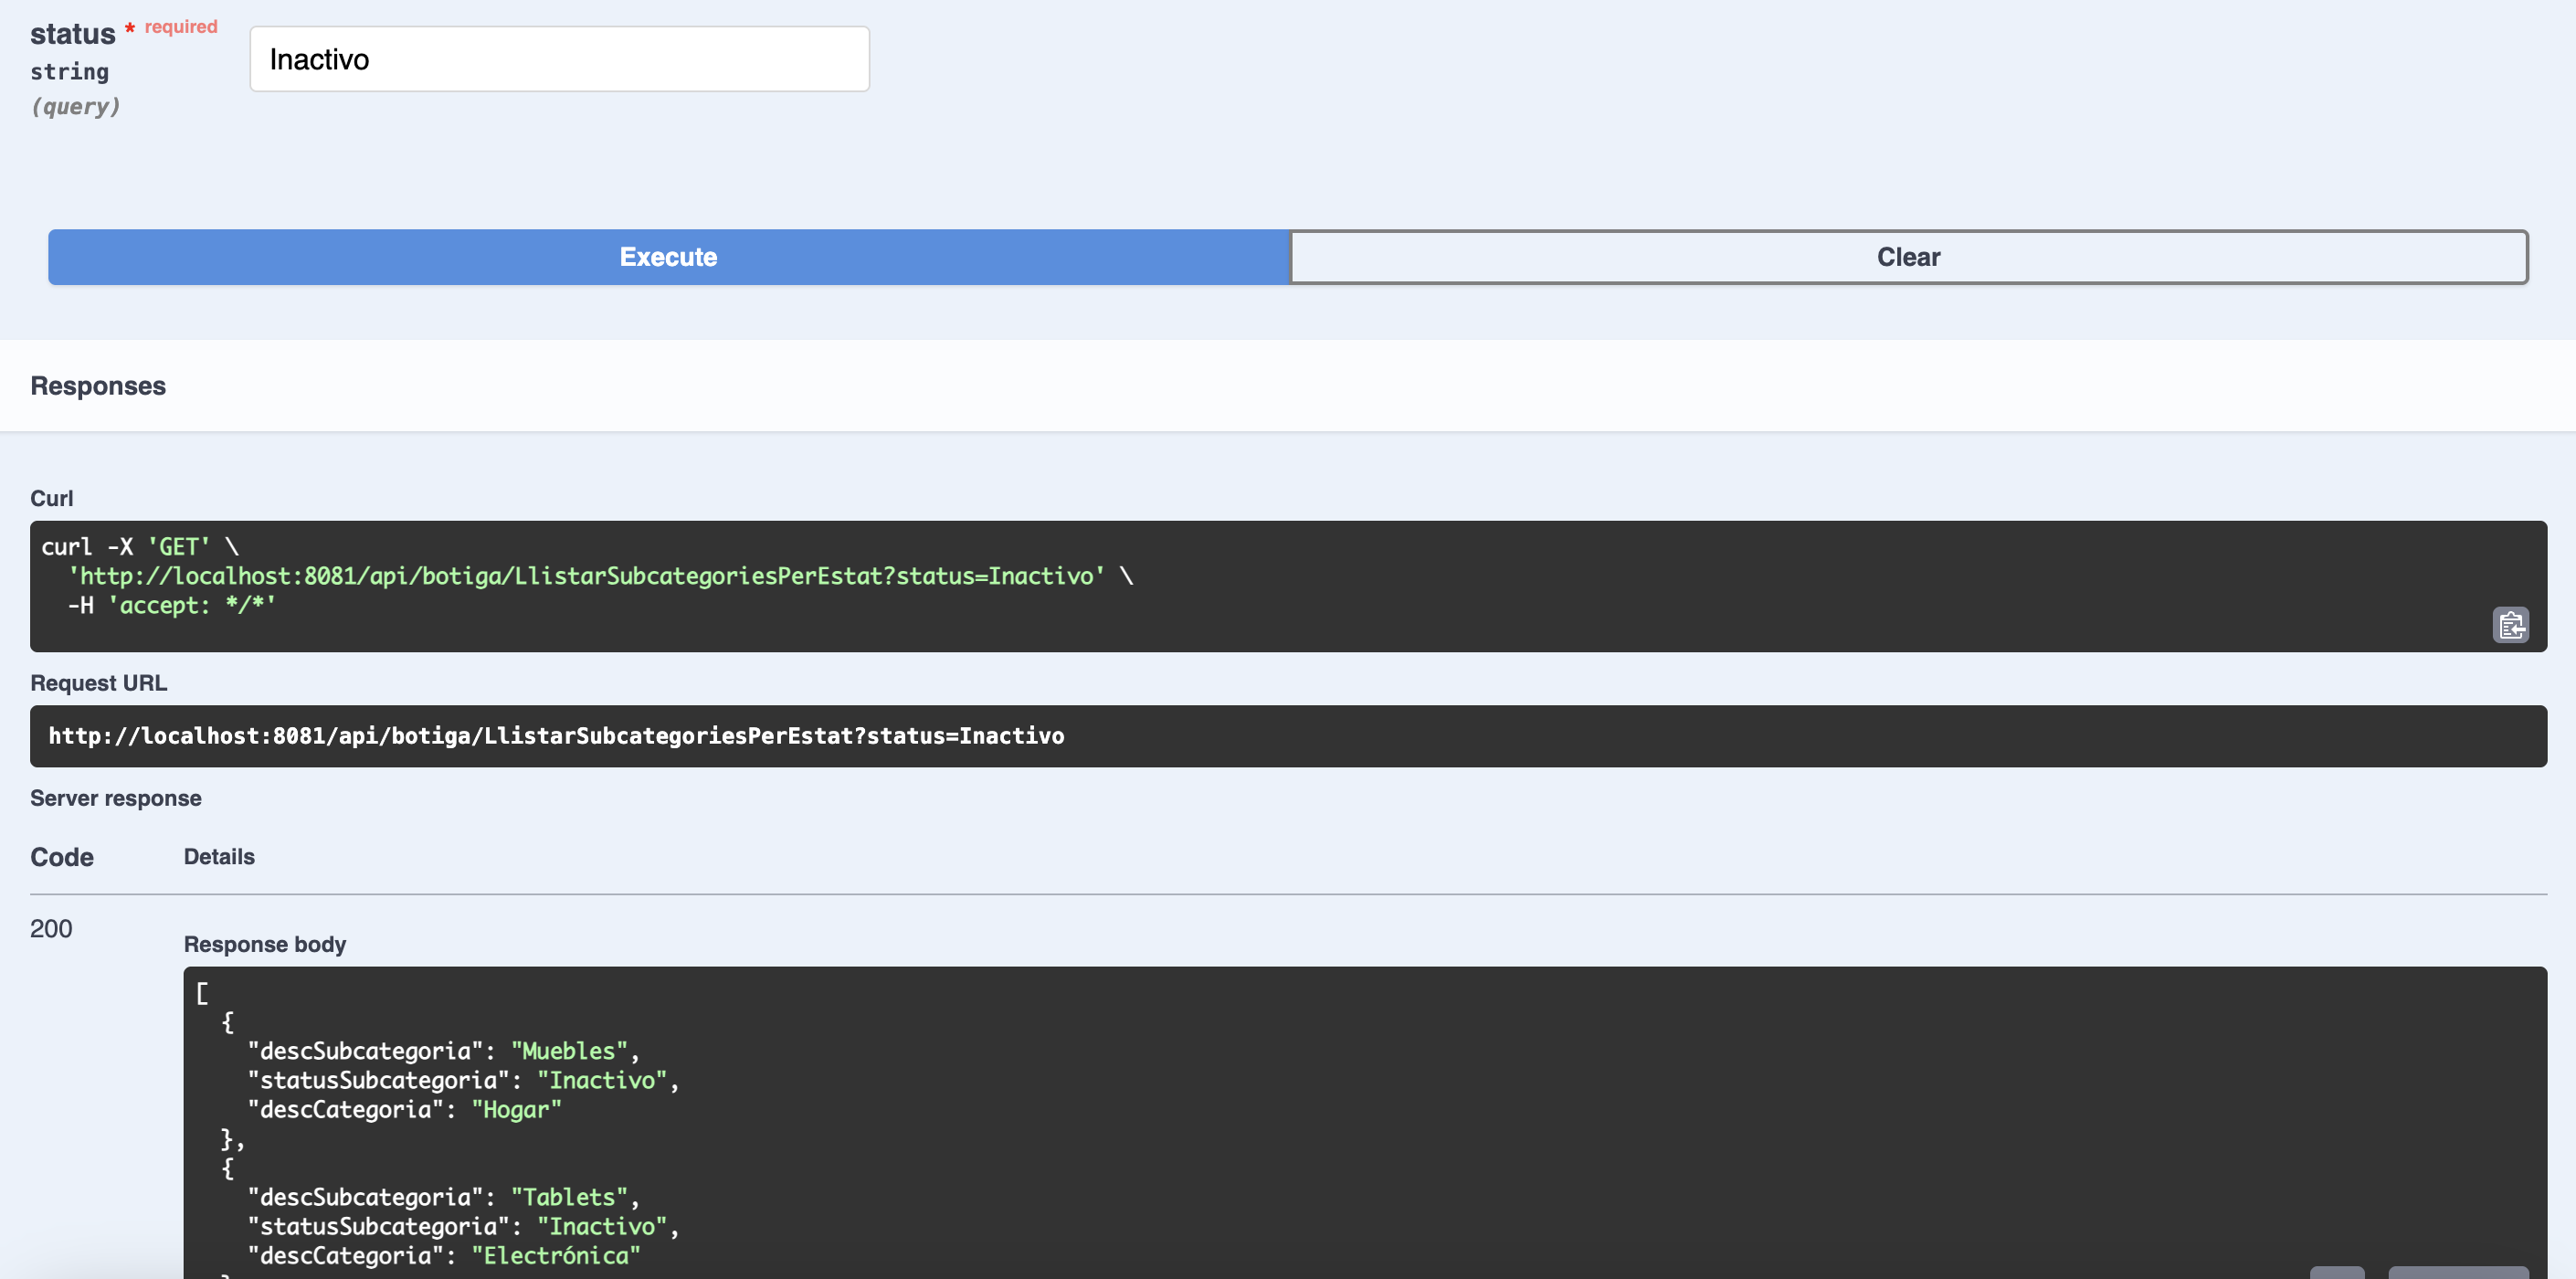 status * required
string
(query)
Inactivo
Execute
Clear
Responses
Curl
curl -X 'GET' \
  'http://localhost:8081/api/botiga/LlistarSubcategoriesPerEstat?status=Inactivo' \
  -H 'accept: */*'
Request URL
http://localhost:8081/api/botiga/LlistarSubcategoriesPerEstat?status=Inactivo
Server response
Code Details
200
Response body
[
  {
    "descSubcategoria": "Muebles",
    "statusSubcategoria": "Inactivo",
    "descCategoria": "Hogar"
  },
  {
    "descSubcategoria": "Tablets",
    "statusSubcategoria": "Inactivo",
    "descCategoria": "Electrónica"